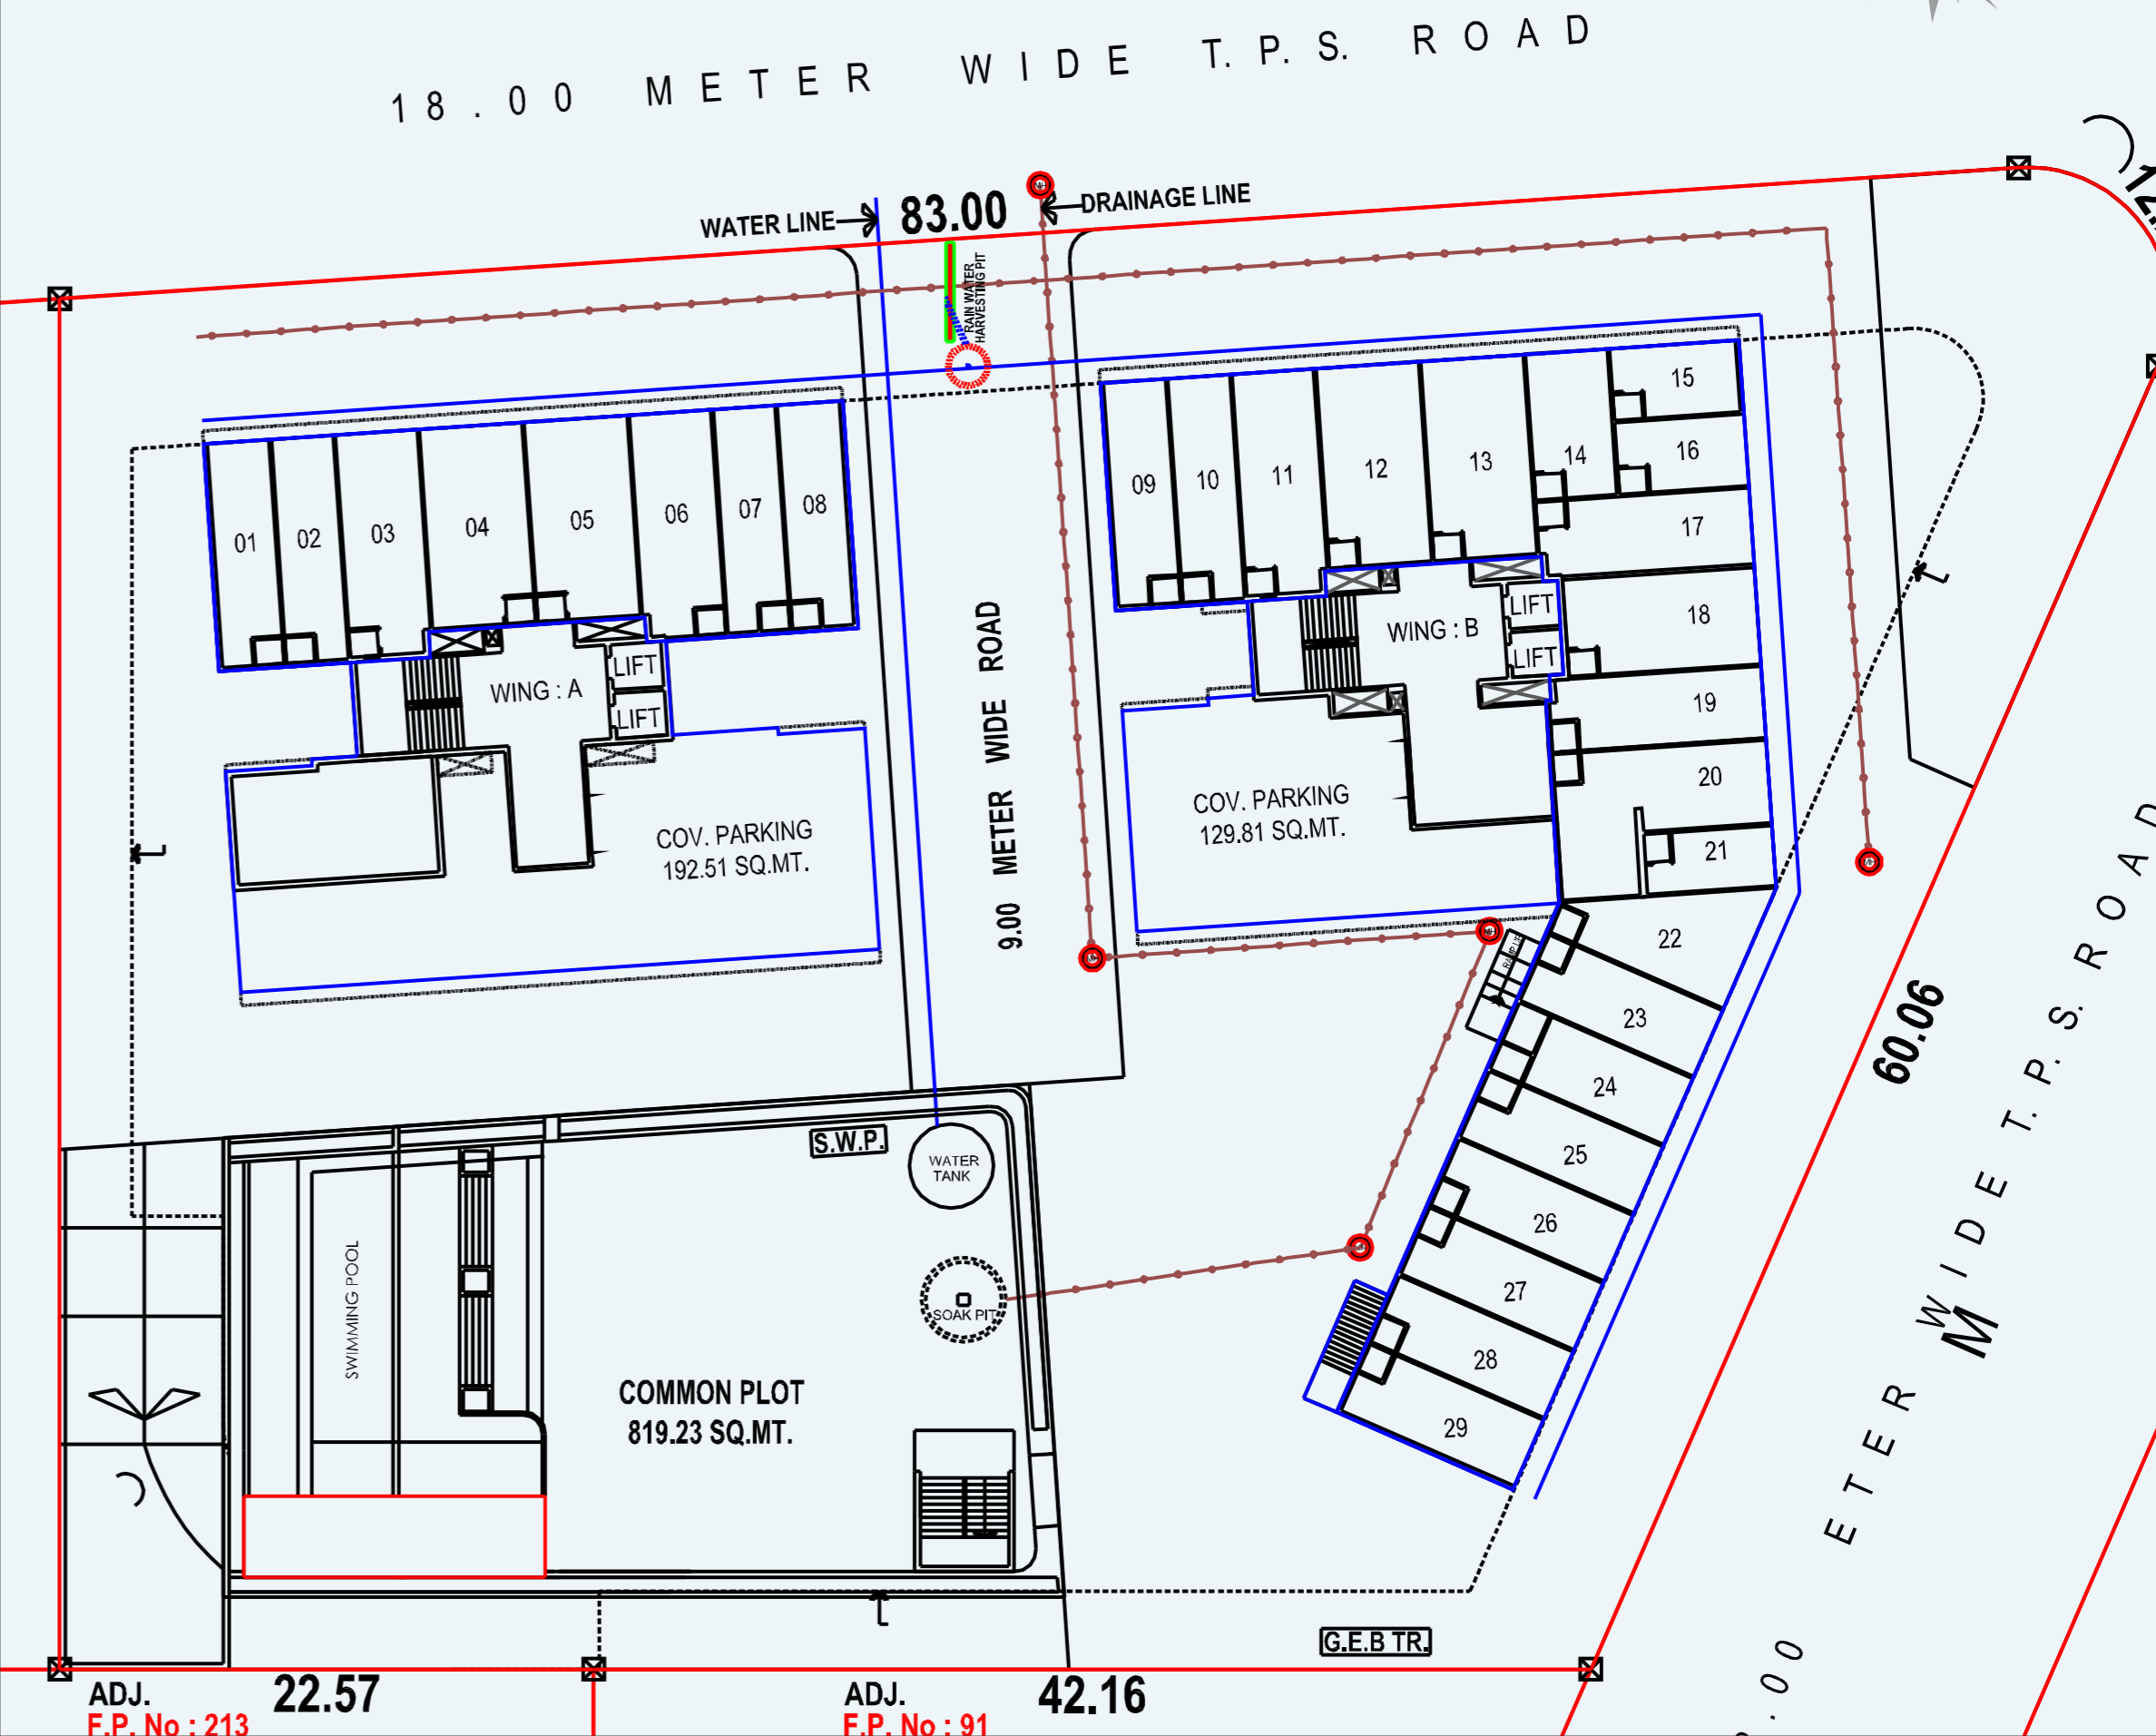 18.00 METER WIDE T.P.S. ROAD
WATER LINE
83.00
DRAINAGE LINE
RAIN WATER
HARVESTING PIT
01
02
03
04
05
06
07
08
09
10
11
12
13
14
15
16
17
18
19
20
21
22
23
24
25
26
27
28
29
WING : A
LIFT
LIFT
WING : B
LIFT
LIFT
COV. PARKING
192.51 SQ.MT.
COV. PARKING
129.81 SQ.MT.
9.00 METER WIDE ROAD
60.06
METER WIDE T.P.S. ROAD
S.W.P.
WATER
TANK
SOAK PIT
SWIMMING POOL
COMMON PLOT
819.23 SQ.MT.
G.E.B TR.
ADJ.
22.57
F.P. No : 213
ADJ.
42.16
F.P. No : 91